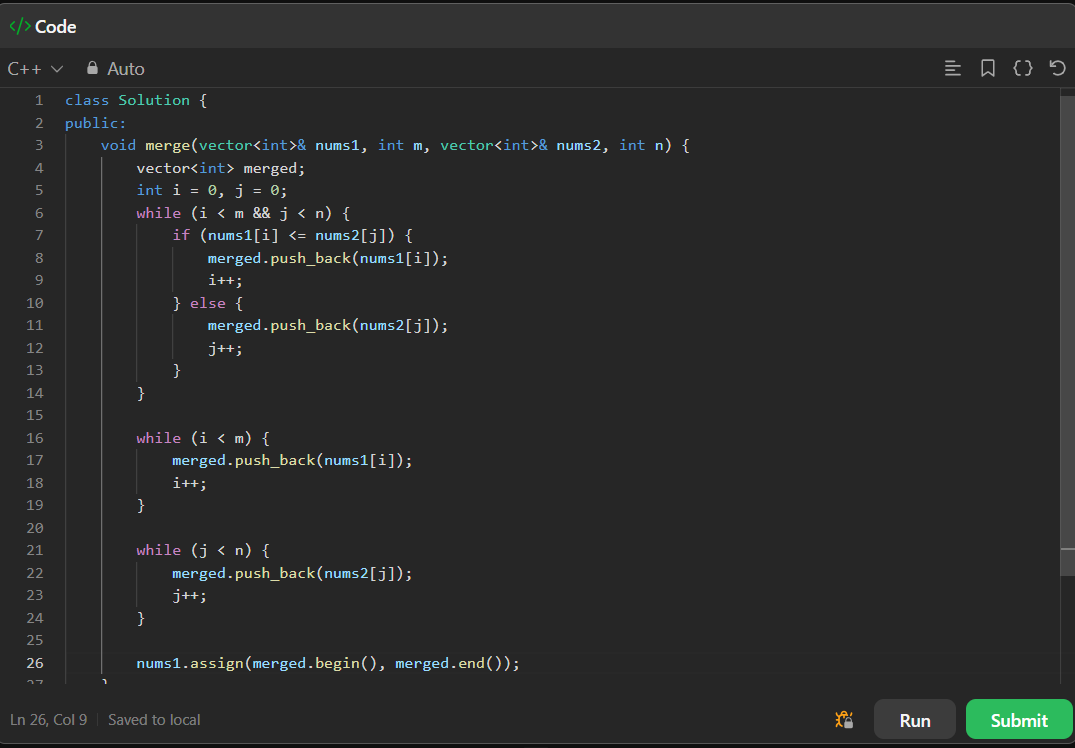 </> Code
C++ Auto
1 class Solution {
2 public:
3     void merge(vector<int>& nums1, int m, vector<int>& nums2, int n) {
4         vector<int> merged;
5         int i = 0, j = 0;
6         while (i < m && j < n) {
7             if (nums1[i] <= nums2[j]) {
8                 merged.push_back(nums1[i]);
9                 i++;
10             } else {
11                 merged.push_back(nums2[j]);
12                 j++;
13             }
14         }
15
16         while (i < m) {
17             merged.push_back(nums1[i]);
18             i++;
19         }
20
21         while (j < n) {
22             merged.push_back(nums2[j]);
23             j++;
24         }
25
26         nums1.assign(merged.begin(), merged.end());
27     }
Ln 26, Col 9 Saved to local
Run Submit